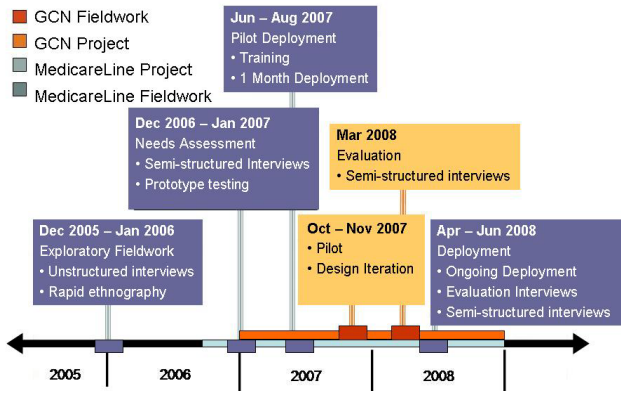 GCN Fieldwork
GCN Project
MedicareLine Project
MedicareLine Fieldwork
Jun – Aug 2007
Pilot Deployment
• Training
• 1 Month Deployment
Dec 2006 – Jan 2007
Needs Assessment
• Semi-structured Interviews
• Prototype testing
Mar 2008
Evaluation
• Semi-structured interviews
Dec 2005 – Jan 2006
Exploratory Fieldwork
• Unstructured interviews
• Rapid ethnography
Oct – Nov 2007
• Pilot
• Design Iteration
Apr – Jun 2008
Deployment
• Ongoing Deployment
• Evaluation Interviews
• Semi-structured interviews
2005
2006
2007
2008